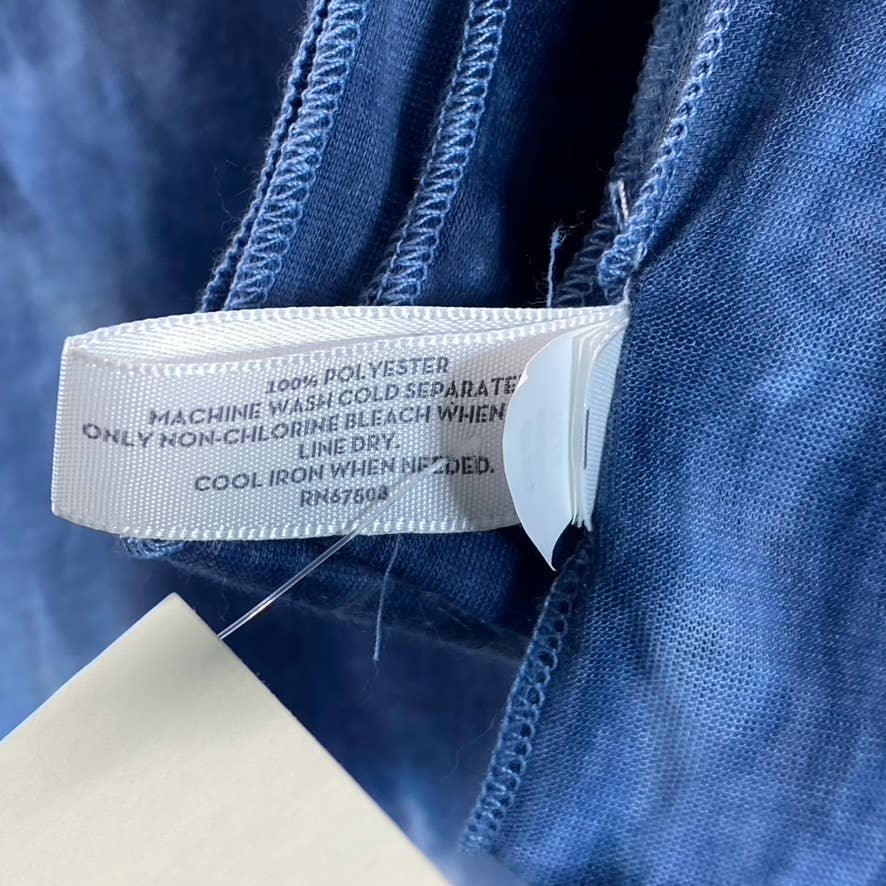 100% POLYESTER
MACHINE WASH COLD SEPARATE
ONLY NON-CHLORINE BLEACH WHEN
LINE DRY.
COOL IRON WHEN NEEDED.
RN67508